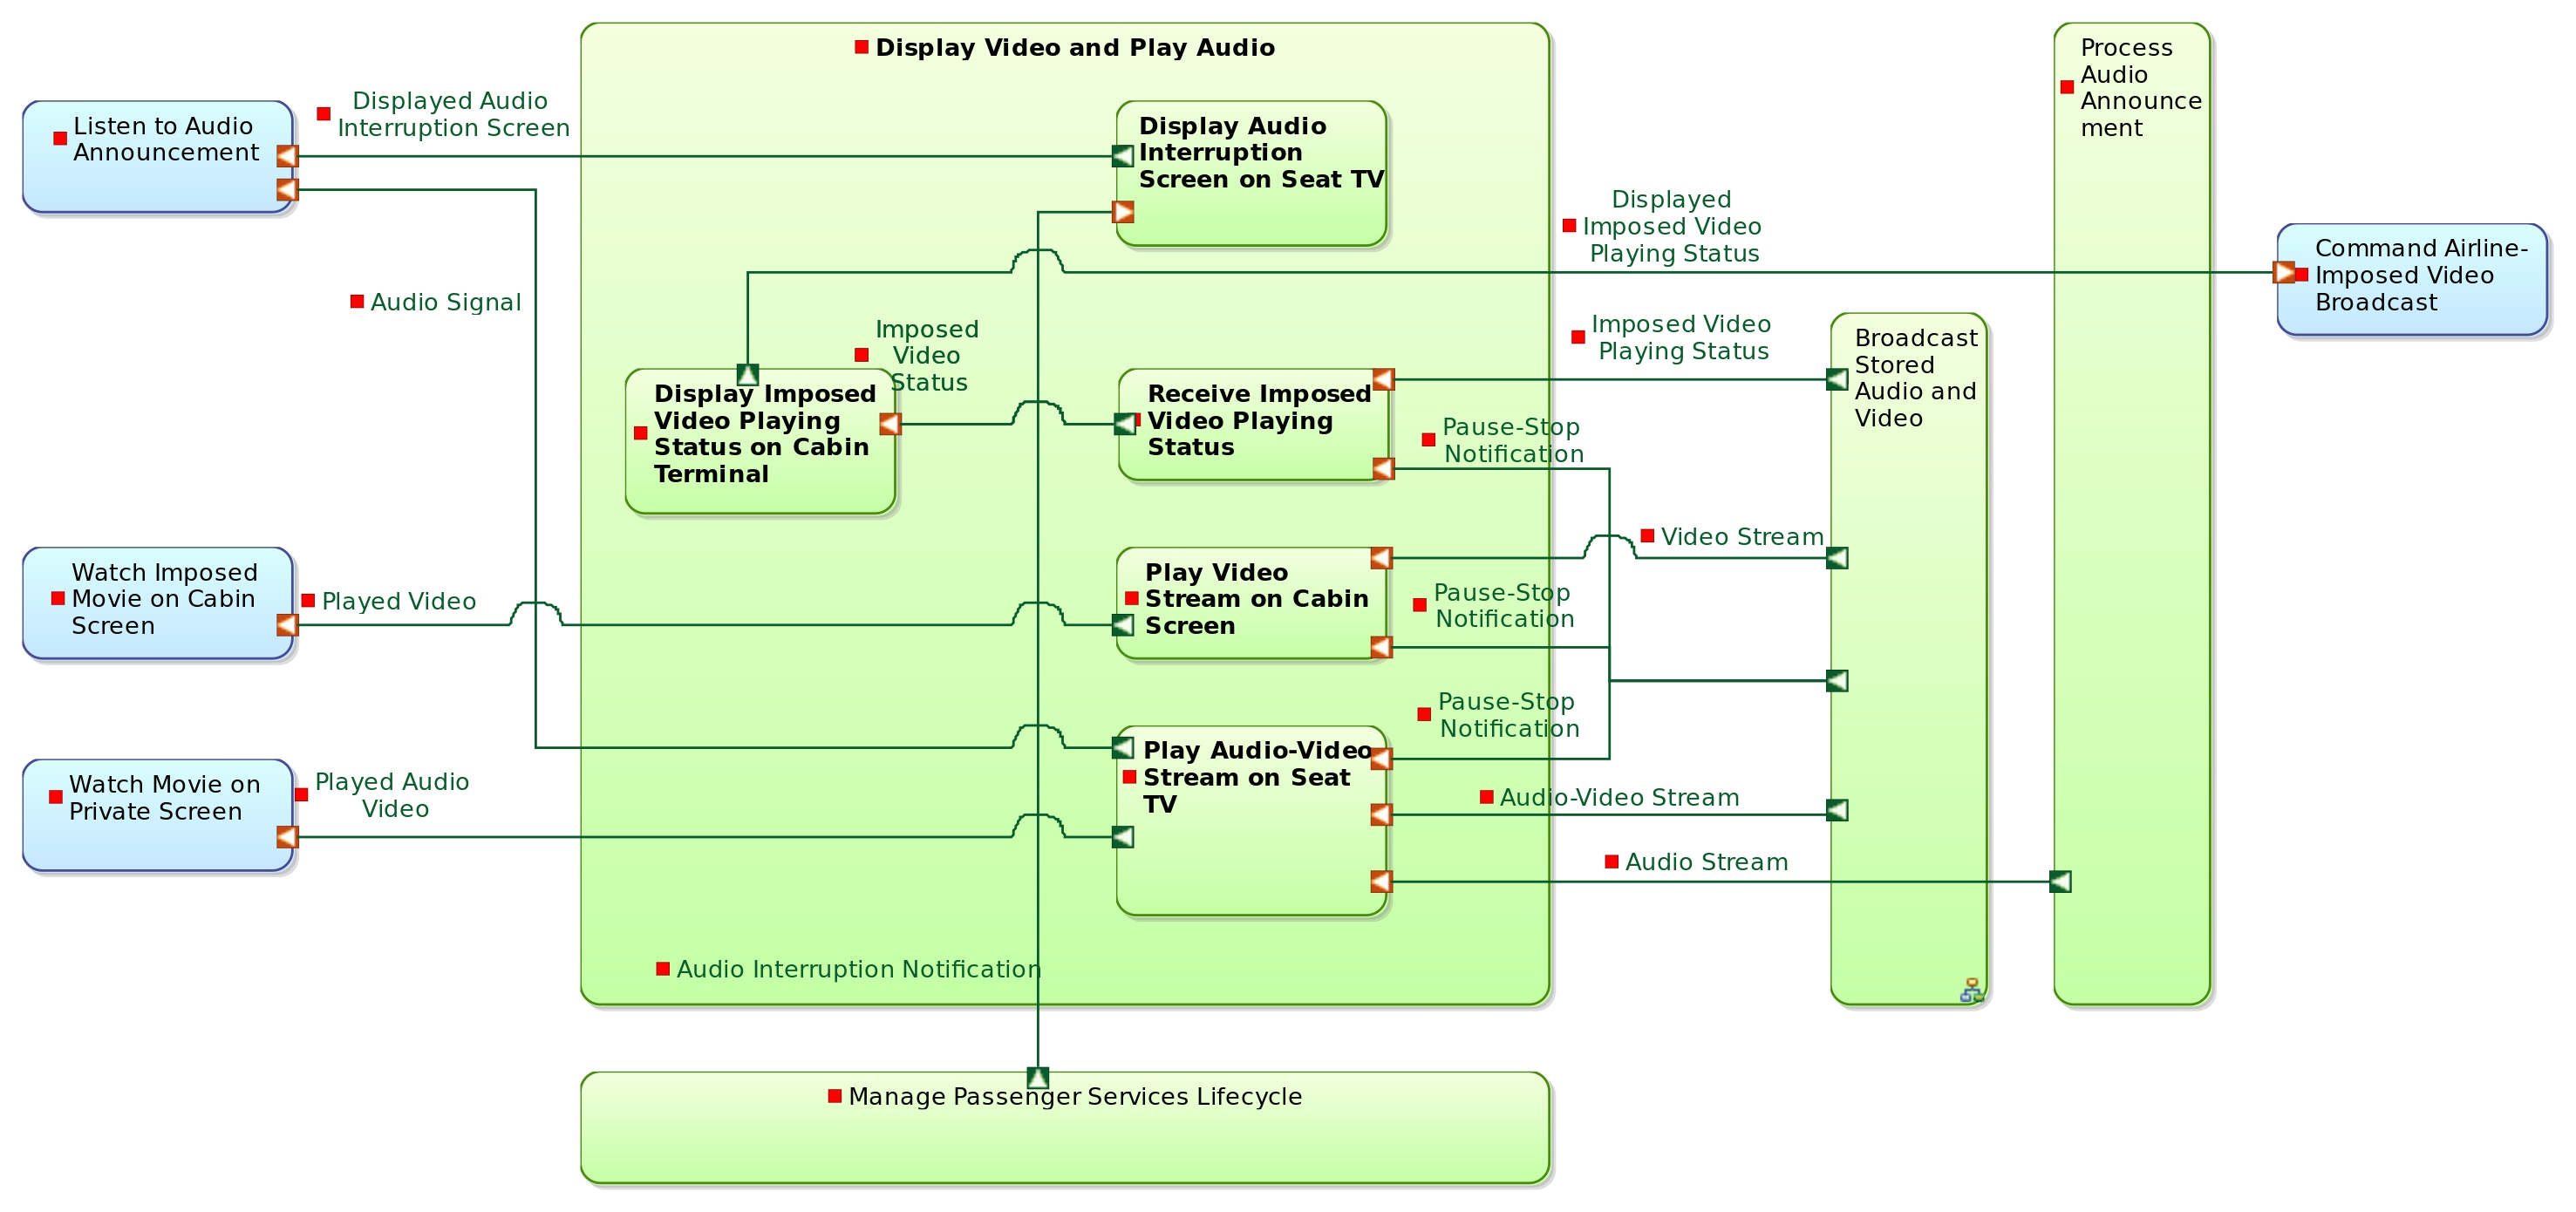 Display Video and Play Audio
Process
Audio
Announce
ment
Displayed Audio
Interruption Screen
Listen to Audio
Announcement
Display Audio
Interruption
Screen on Seat TV
Displayed
Imposed Video
Playing Status
Command Airline-
Imposed Video
Broadcast
Audio Signal
Imposed
Video
Status
Imposed Video
Playing Status
Broadcast
Stored
Audio and
Video
Display Imposed
Video Playing
Status on Cabin
Terminal
Receive Imposed
Video Playing
Status
Pause-Stop
Notification
Video Stream
Watch Imposed
Movie on Cabin
Screen
Played Video
Play Video
Stream on Cabin
Screen
Pause-Stop
Notification
Pause-Stop
Notification
Watch Movie on
Private Screen
Played Audio
Video
Play Audio-Video
Stream on Seat
TV
Audio-Video Stream
Audio Stream
Audio Interruption Notification
Manage Passenger Services Lifecycle